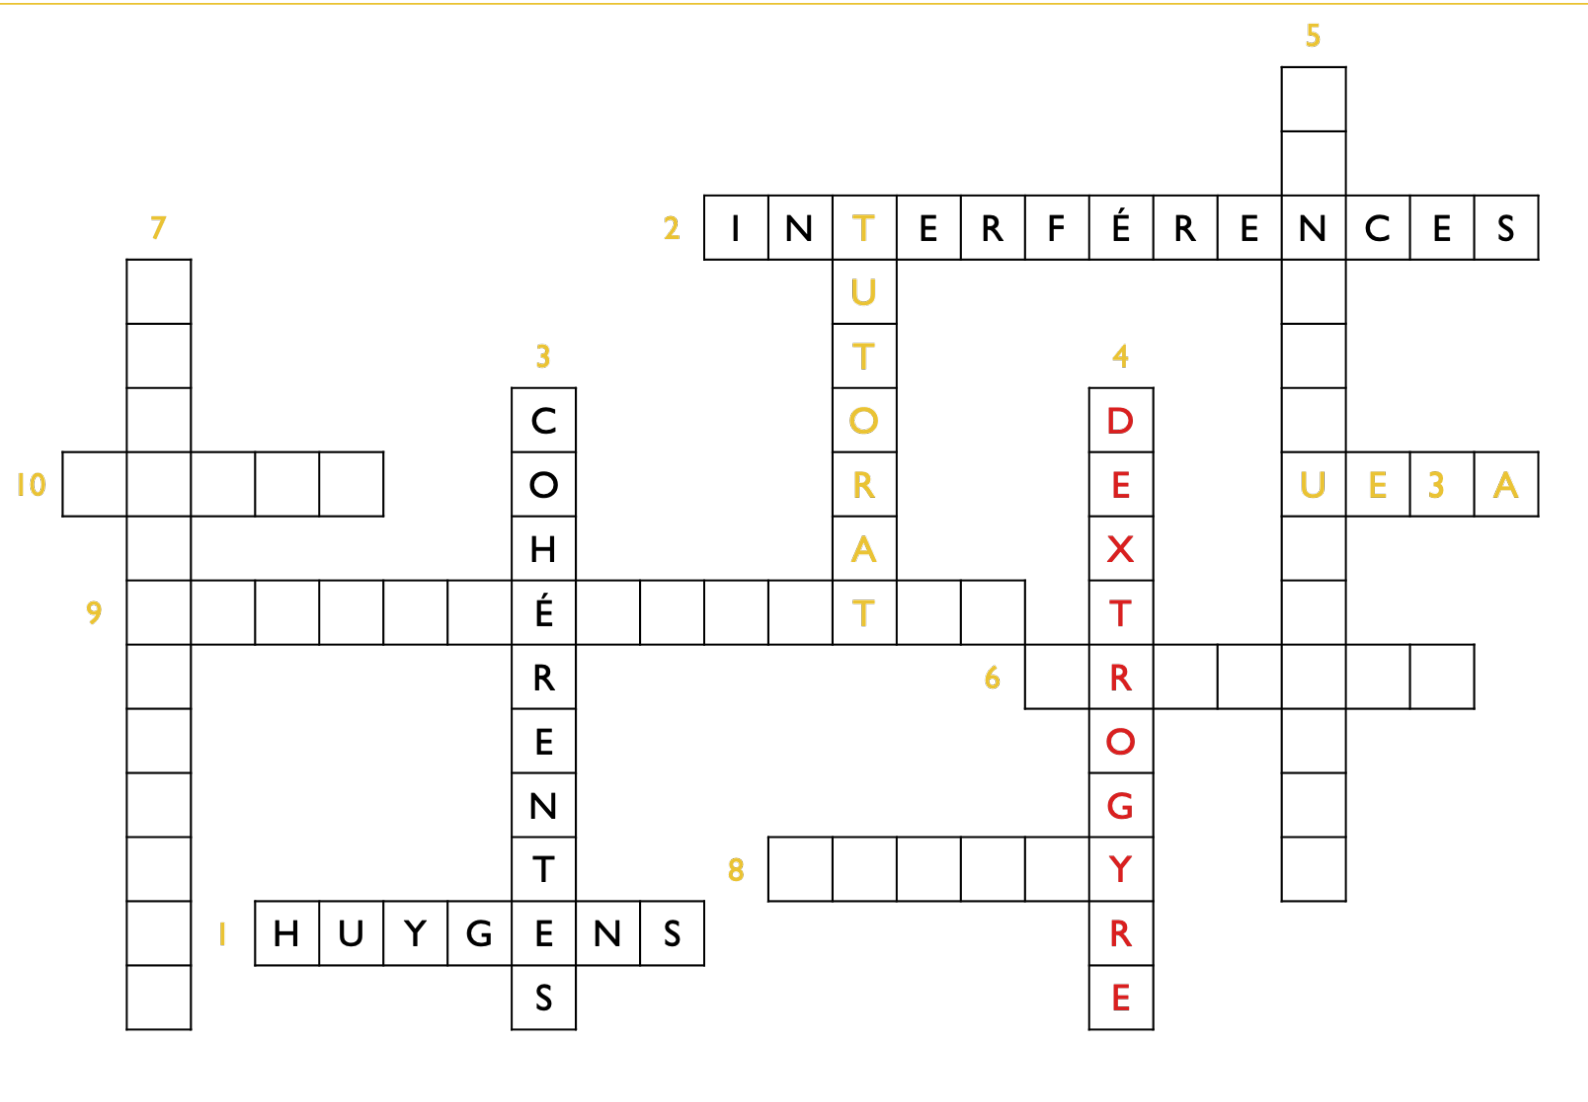 5
7
2 INTERFÉRENCES
TUTORAT
3
COHÉRENTES
4
DEXTROGYRE
10
UE3A
9
6
8
1 HUYGENS